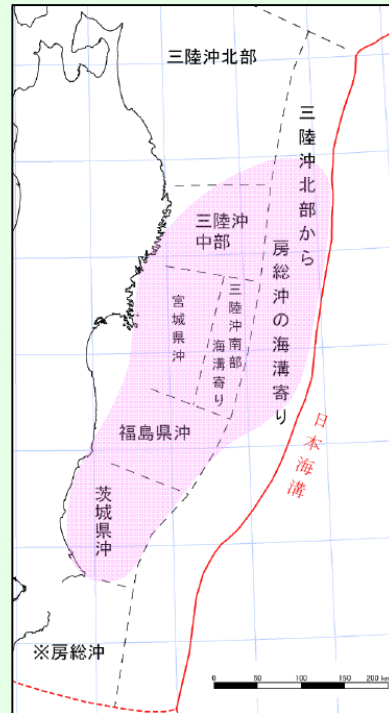 三陸沖北部
三陸沖北部から
房総沖の海溝寄り
三陸沖
中部
宮城県沖
三陸沖南部
海溝寄り
福島県沖
日本海溝
茨城県沖
※房総沖
0 50 100 150 200 km